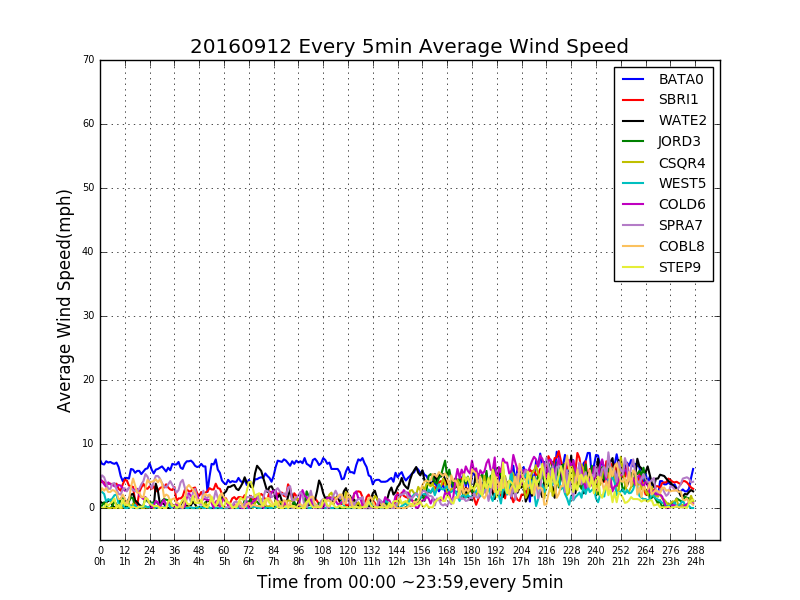 20160912 Every 5min Average Wind Speed
70
60
50
40
30
20
10
0
Average Wind Speed(mph)
BATA0
SBRI1
WATE2
JORD3
CSQR4
WEST5
COLD6
SPRA7
COBL8
STEP9
0 12 24 36 48 60 72 84 96 108 120 132 144 156 168 180 192 204 216 228 240 252 264 276 288
0h 1h 2h 3h 4h 5h 6h 7h 8h 9h 10h 11h 12h 13h 14h 15h 16h 17h 18h 19h 20h 21h 22h 23h 24h
Time from 00:00 ~23:59,every 5min